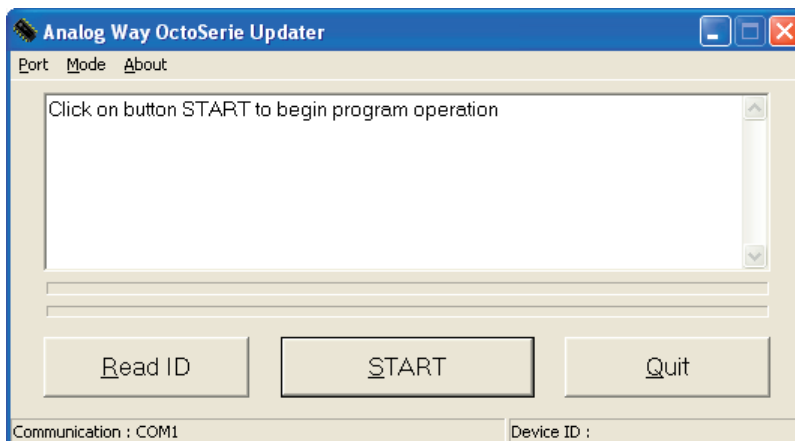 Analog Way OctoSerie Updater
Port Mode About
Click on button START to begin program operation
Read ID START Quit
Communication : COM1 Device ID :